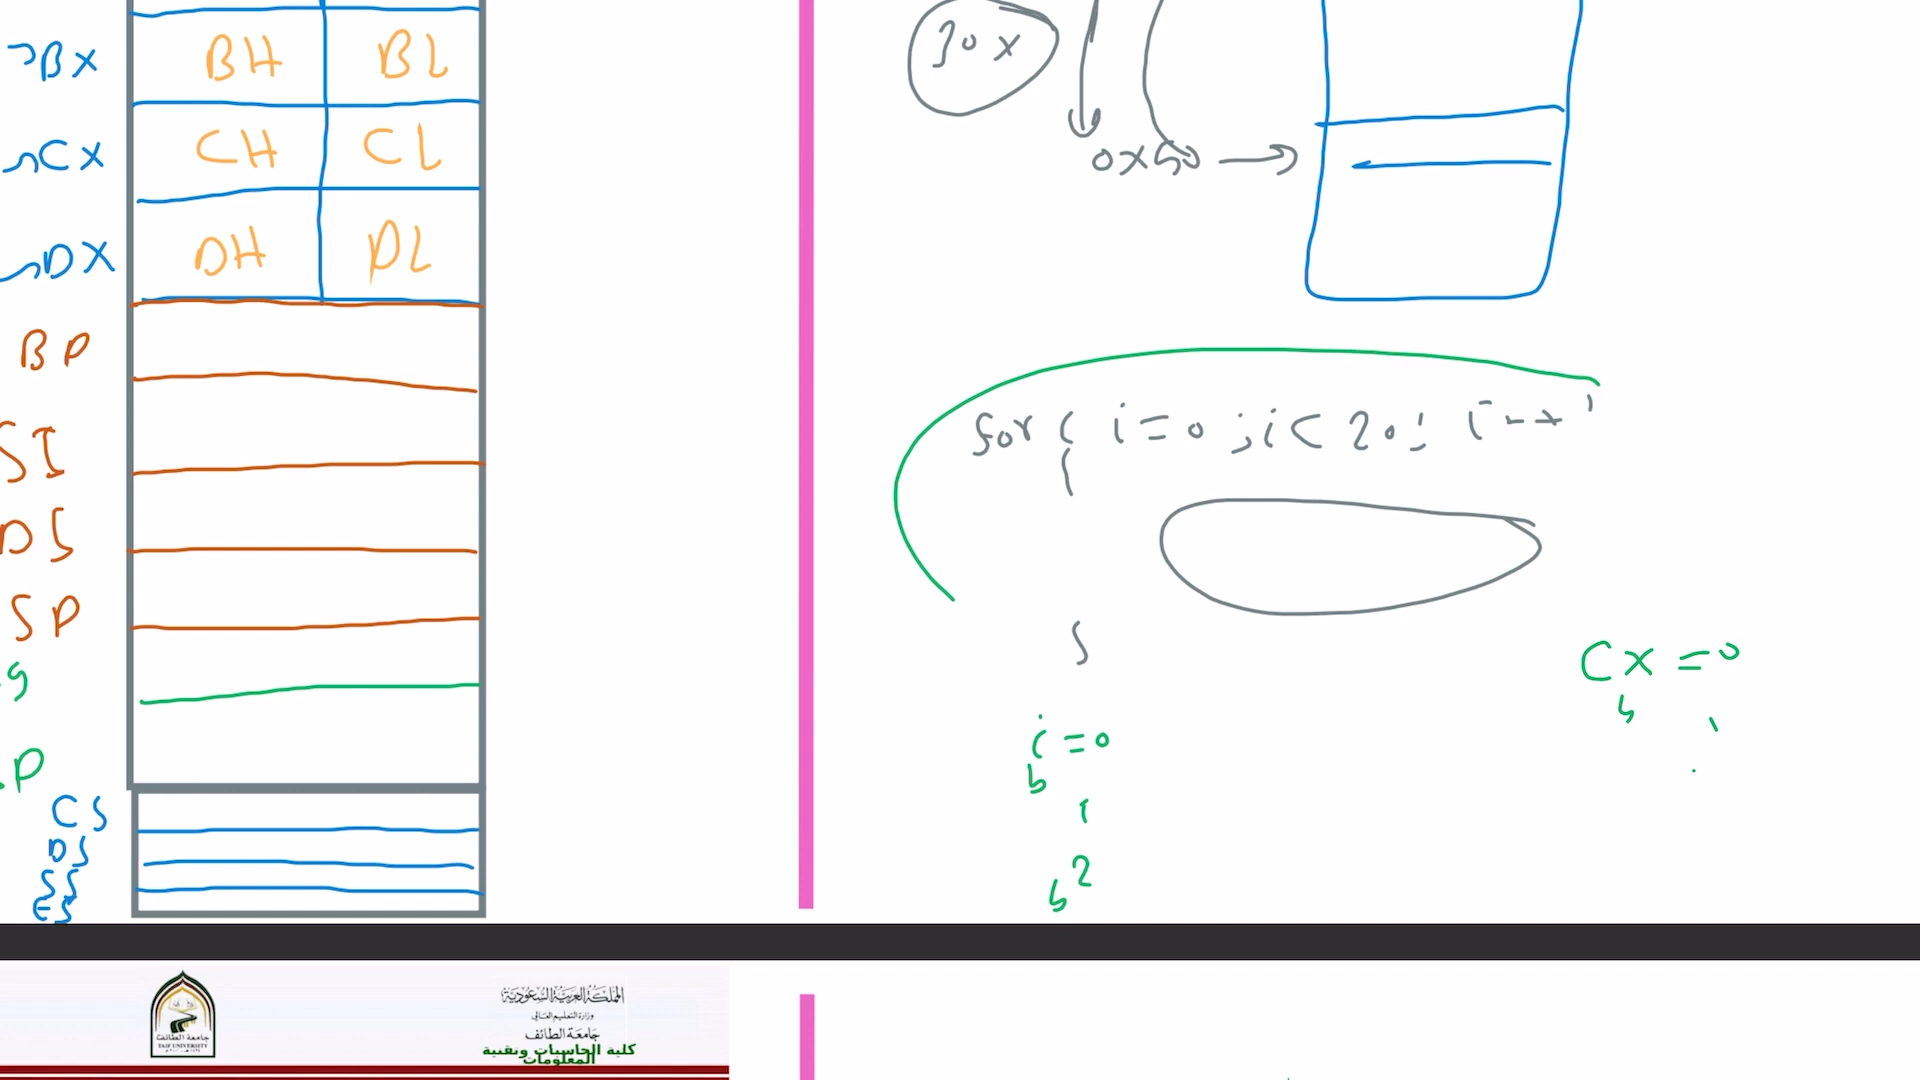 BX BH BL
CX CH CL
DX DH DL
BP
SI
DS
SP
g
P
CS
DS
SS
ES
30x
0x50
for ( i=0 ; i<20 ; i++
i=0
1
2
Cx=0
1
المملكة العربية السعودية
وزارة التعليم العالي
جامعة الطائف
كلية الحاسبات وتقنية
المعلومات
جامعة الطائف
TAIF UNIVERSITY